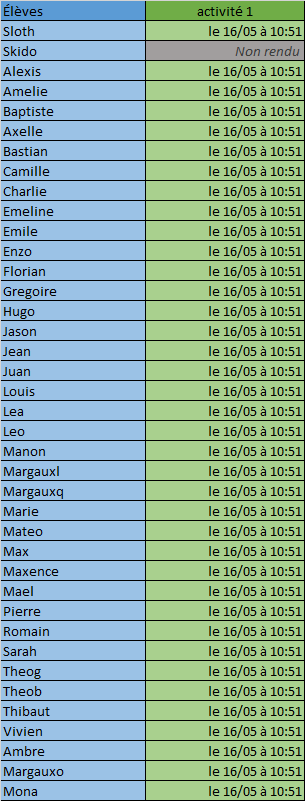 Élèves activité 1
Sloth le 16/05 à 10:51
Skido Non rendu
Alexis le 16/05 à 10:51
Amelie le 16/05 à 10:51
Baptiste le 16/05 à 10:51
Axelle le 16/05 à 10:51
Bastian le 16/05 à 10:51
Camille le 16/05 à 10:51
Charlie le 16/05 à 10:51
Emeline le 16/05 à 10:51
Emile le 16/05 à 10:51
Enzo le 16/05 à 10:51
Florian le 16/05 à 10:51
Gregoire le 16/05 à 10:51
Hugo le 16/05 à 10:51
Jason le 16/05 à 10:51
Jean le 16/05 à 10:51
Juan le 16/05 à 10:51
Louis le 16/05 à 10:51
Lea le 16/05 à 10:51
Leo le 16/05 à 10:51
Manon le 16/05 à 10:51
Margauxl le 16/05 à 10:51
Margauxq le 16/05 à 10:51
Marie le 16/05 à 10:51
Mateo le 16/05 à 10:51
Max le 16/05 à 10:51
Maxence le 16/05 à 10:51
Mael le 16/05 à 10:51
Pierre le 16/05 à 10:51
Romain le 16/05 à 10:51
Sarah le 16/05 à 10:51
Theog le 16/05 à 10:51
Theob le 16/05 à 10:51
Thibaut le 16/05 à 10:51
Vivien le 16/05 à 10:51
Ambre le 16/05 à 10:51
Margauxo le 16/05 à 10:51
Mona le 16/05 à 10:51